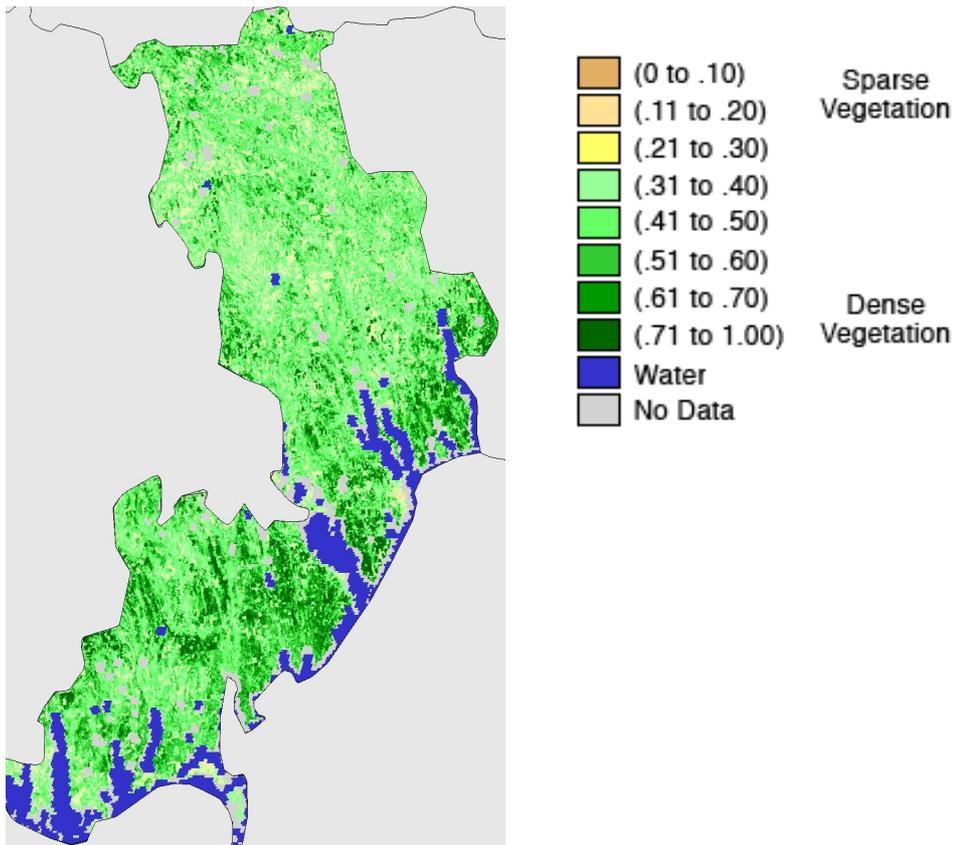 (0 to .10)
Sparse
Vegetation
(.11 to .20)
(.21 to .30)
(.31 to .40)
(.41 to .50)
(.51 to .60)
(.61 to .70)
Dense
Vegetation
(.71 to 1.00)
Water
No Data